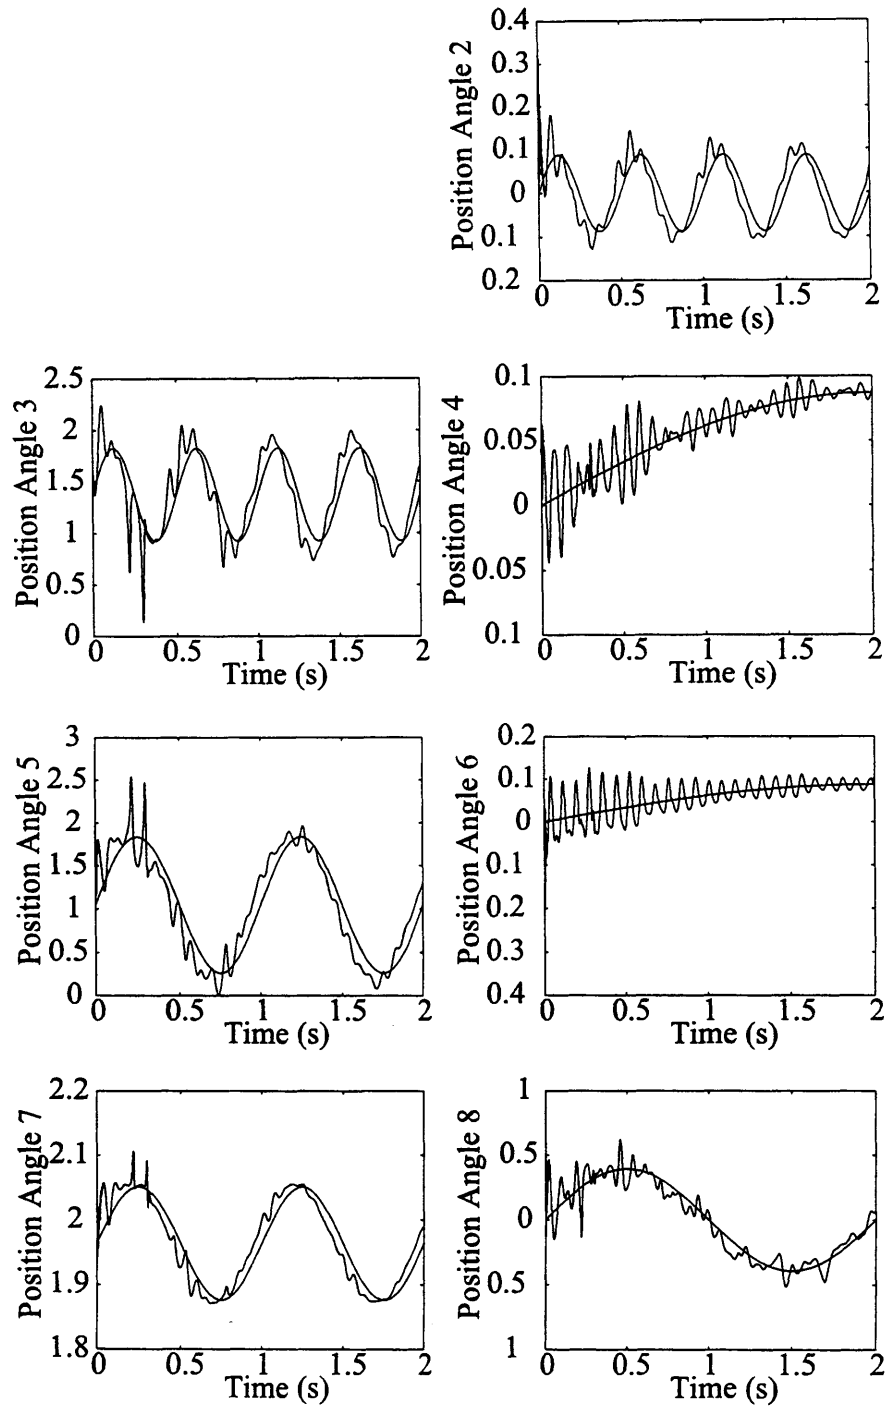 Position Angle 2
0.4
0.3
0.2
0.1
0
0.1
0.2
0 0.5 1 1.5 2
Time (s)
Position Angle 3
2.5
2
1.5
1
0.5
0
0 0.5 1 1.5 2
Time (s)
Position Angle 4
0.1
0.05
0
0.05
0.1
0 0.5 1 1.5 2
Time (s)
Position Angle 5
3
2.5
2
1.5
1
0.5
0
0 0.5 1 1.5 2
Time (s)
Position Angle 6
0.2
0.1
0
0.1
0.2
0.3
0.4
0 0.5 1 1.5 2
Time (s)
Position Angle 7
2.2
2.1
2
1.9
1.8
0 0.5 1 1.5 2
Time (s)
Position Angle 8
1
0.5
0
0.5
1
0 0.5 1 1.5 2
Time (s)